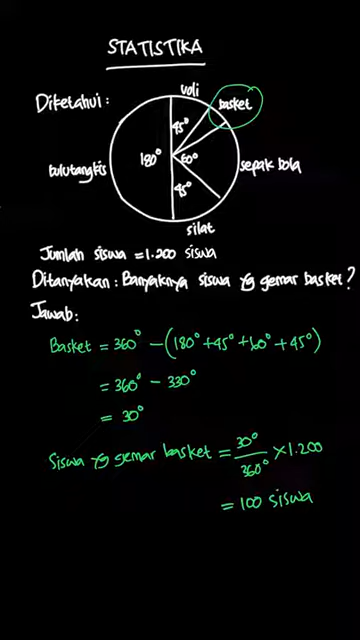 STATISTIKA
Diketahui :
voli
basket
45°
180°
60°
bulutangkis
sepak bola
45°
silat
Jumlah siswa = 1.200 siswa
Ditanyakan : Banyaknya siswa yg gemar basket?
Jawab:
Basket = 360° - (180° + 45° + 60° + 45°)
= 360° - 330°
= 30°
Siswa yg gemar basket = 30°/360° × 1.200
= 100 siswa